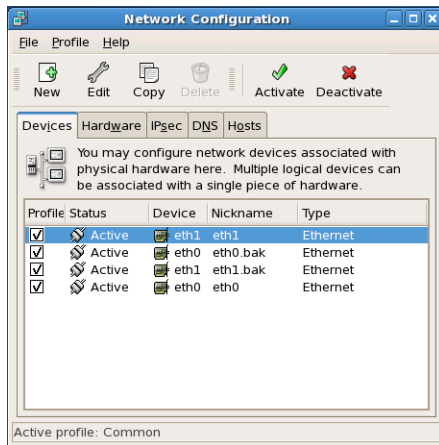 Network Configuration
File Profile Help
New Edit Copy Delete Activate Deactivate
Devices Hardware IPsec DNS Hosts
You may configure network devices associated with
physical hardware here. Multiple logical devices can
be associated with a single piece of hardware.
Profile Status Device Nickname Type
Active eth1 eth1 Ethernet
Active eth0 eth0.bak Ethernet
Active eth1 eth1.bak Ethernet
Active eth0 eth0 Ethernet
Active profile: Common